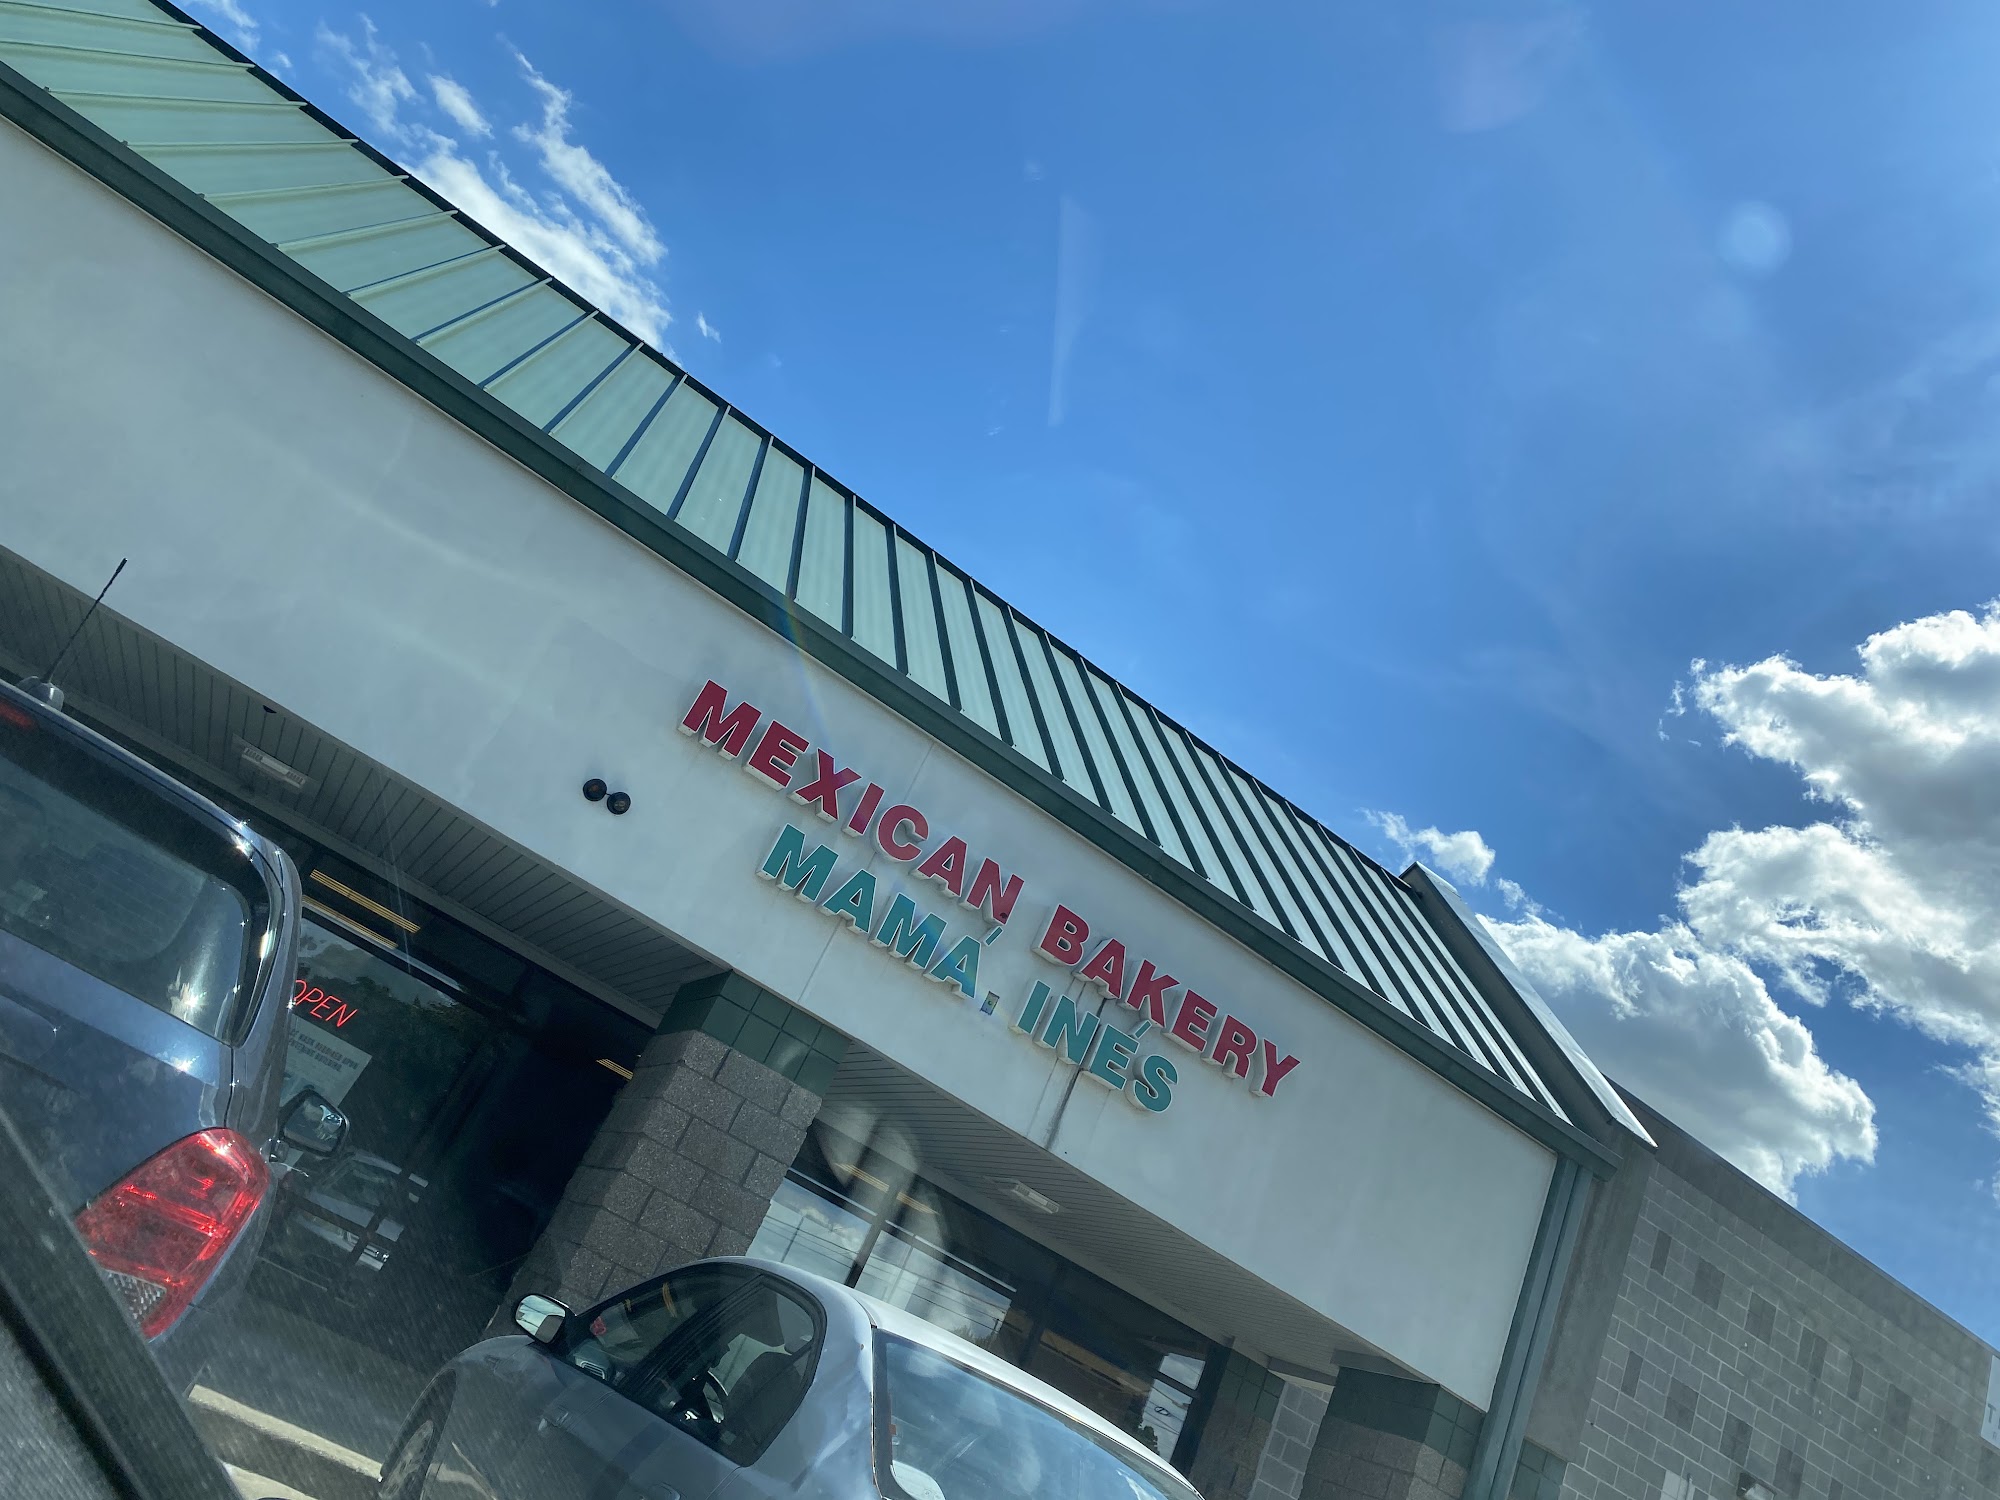 MEXICAN BAKERY
MAMÁ, INÉS
OPEN